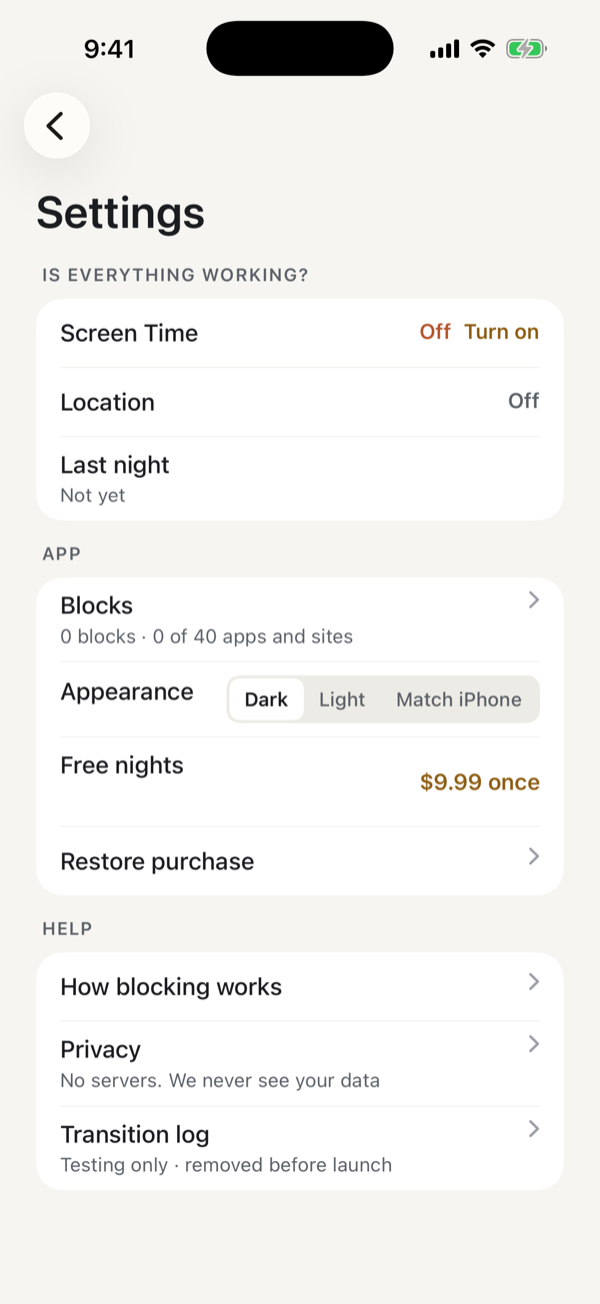 9:41
Settings
IS EVERYTHING WORKING?
Screen Time Off Turn on
Location Off
Last night
Not yet
APP
Blocks
0 blocks · 0 of 40 apps and sites
Appearance Dark Light Match iPhone
Free nights
$9.99 once
Restore purchase
HELP
How blocking works
Privacy
No servers. We never see your data
Transition log
Testing only · removed before launch